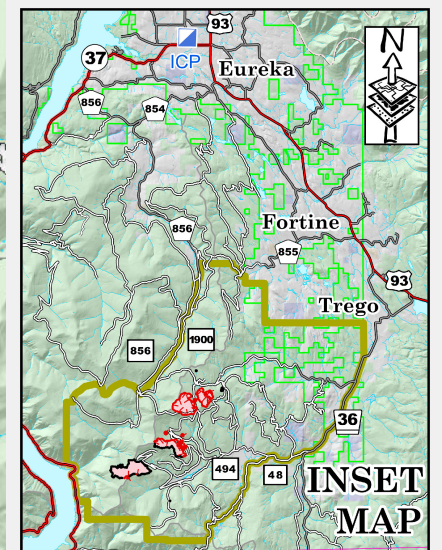 93
37
ICP
Eureka
N
856
854
856
Fortine
855
93
Trego
1900
856
36
494
48
INSET
MAP